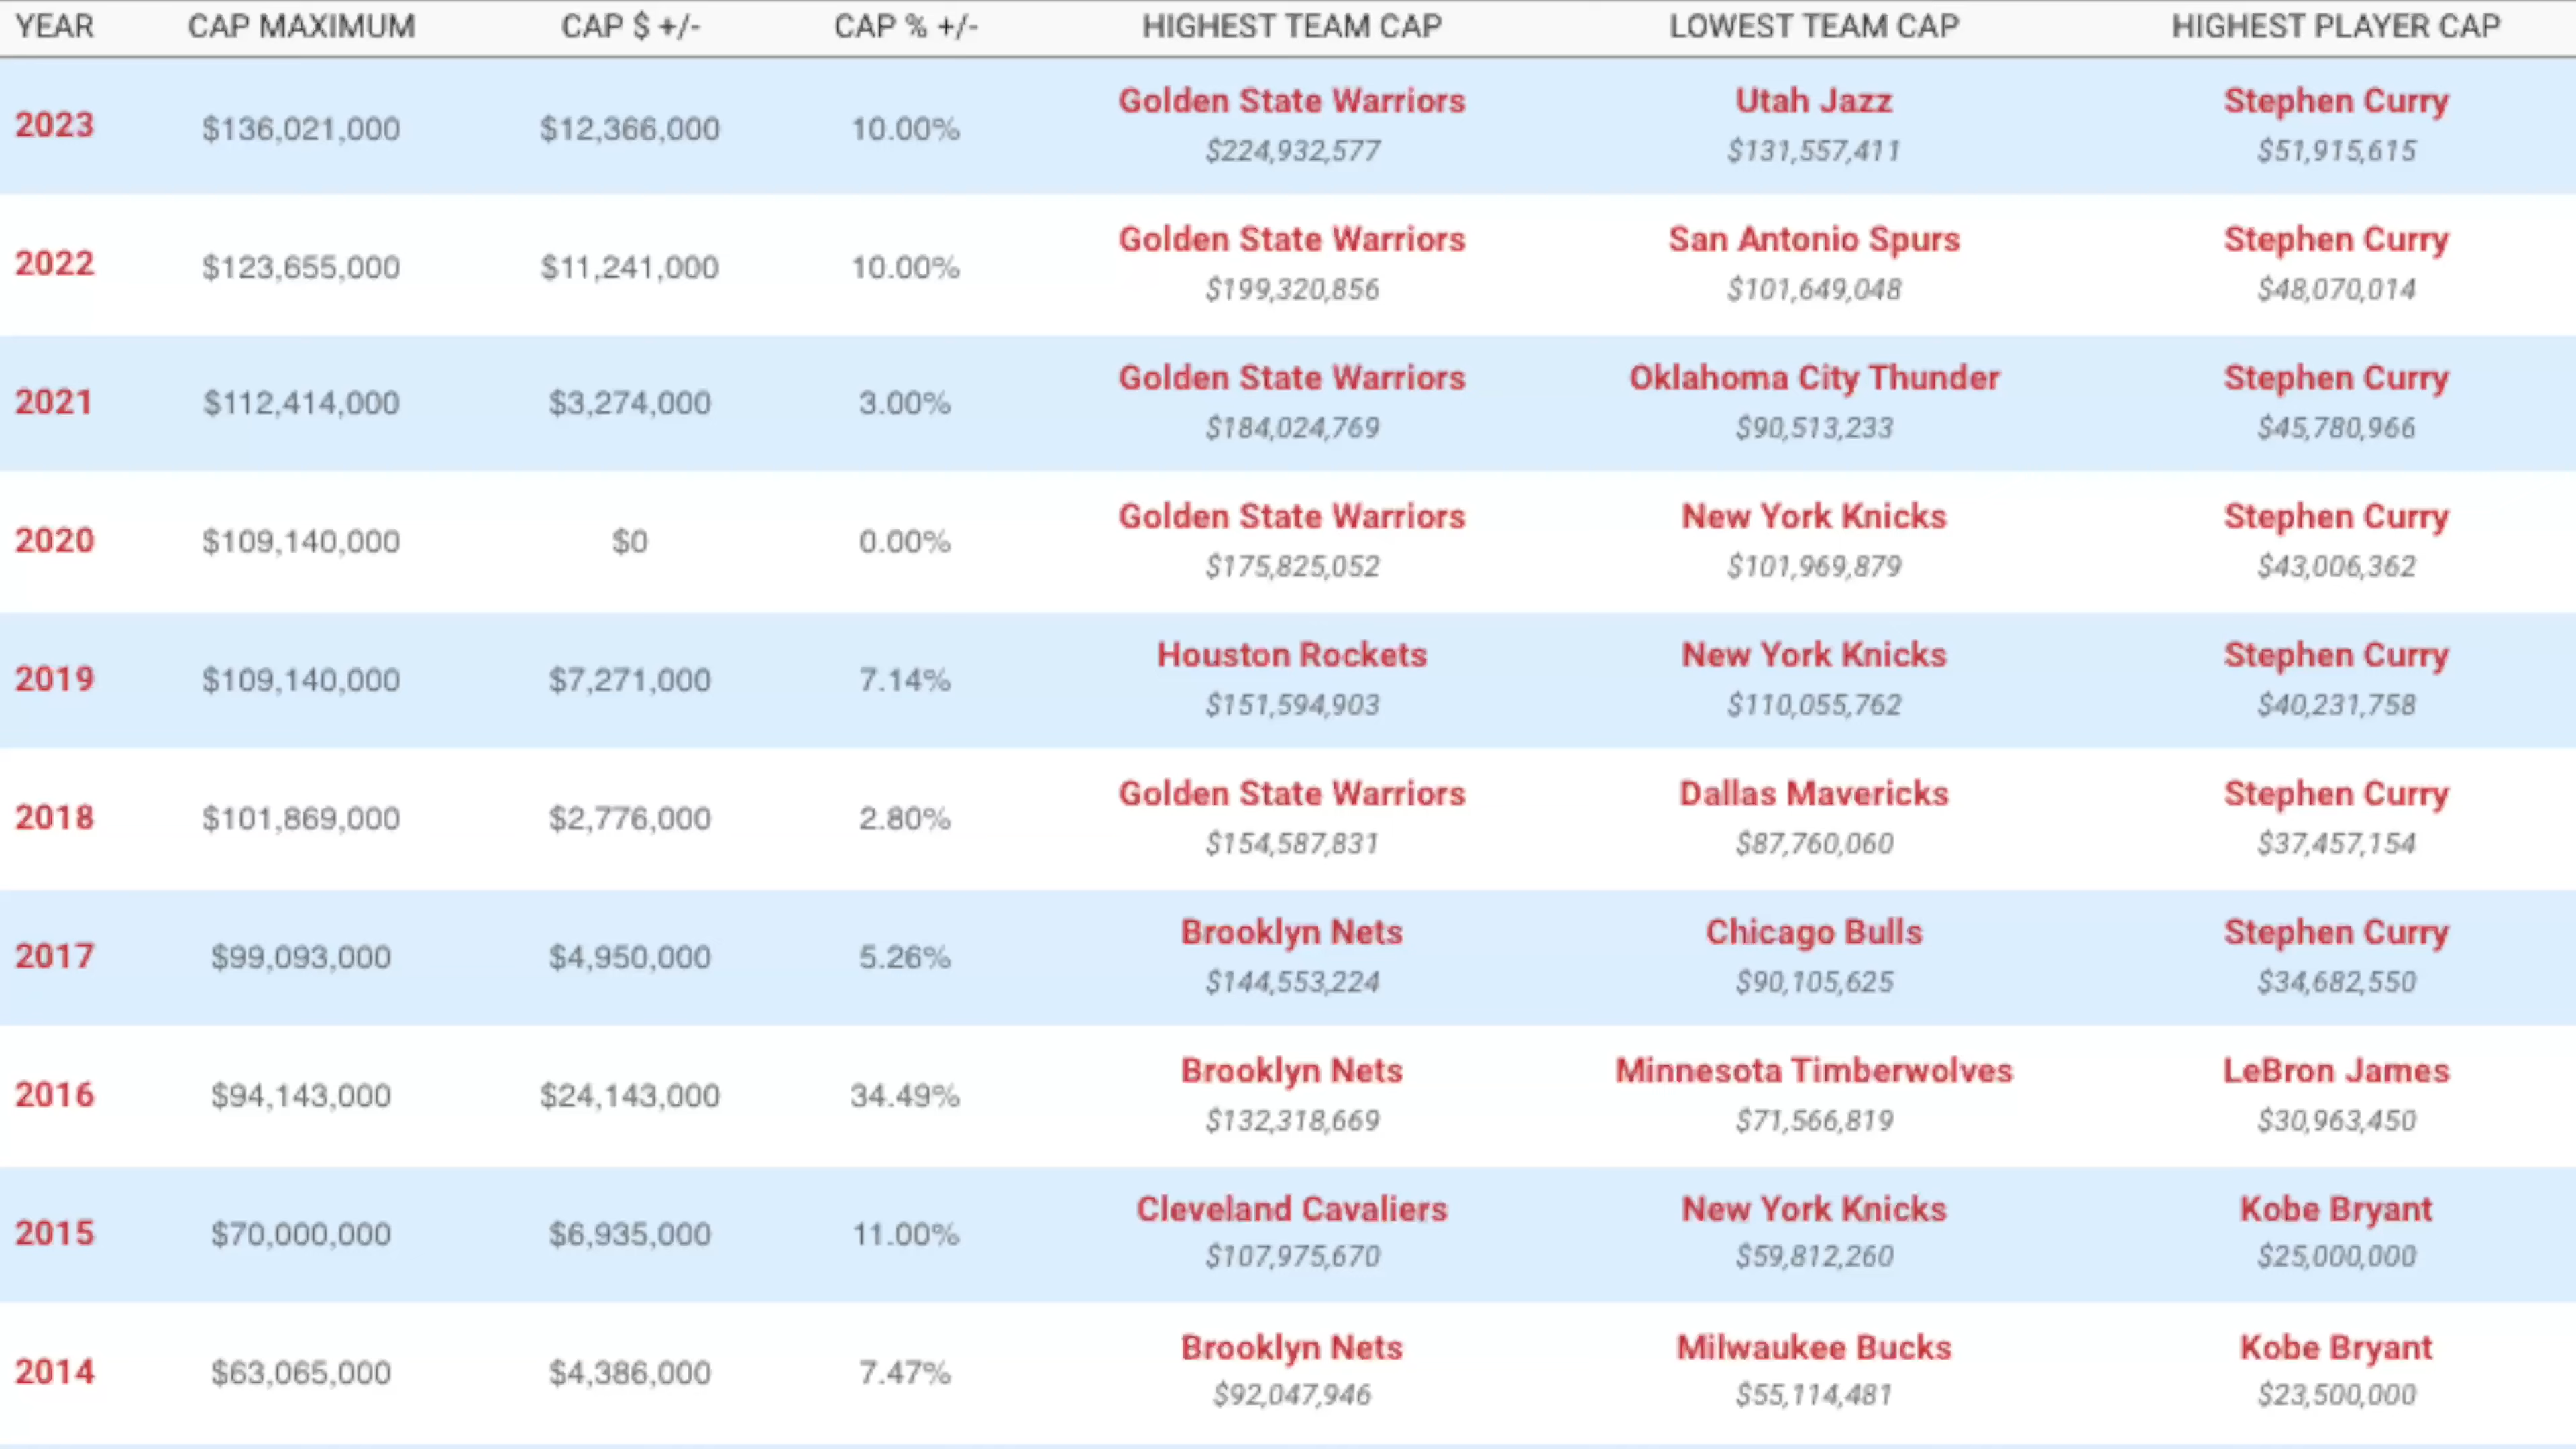 YEAR CAP MAXIMUM CAP $ +/- CAP % +/- HIGHEST TEAM CAP LOWEST TEAM CAP HIGHEST PLAYER CAP
Golden State Warriors Utah Jazz Stephen Curry
2023 $136,021,000 $12,366,000 10.00%
$224,932,577 $131,557,411 $51,915,615
Golden State Warriors San Antonio Spurs Stephen Curry
2022 $123,655,000 $11,241,000 10.00%
$199,320,856 $101,649,048 $48,070,014
Golden State Warriors Oklahoma City Thunder Stephen Curry
2021 $112,414,000 $3,274,000 3.00%
$184,024,769 $90,513,233 $45,780,966
Golden State Warriors New York Knicks Stephen Curry
2020 $109,140,000 $0 0.00%
$175,825,052 $101,969,879 $43,006,362
Houston Rockets New York Knicks Stephen Curry
2019 $109,140,000 $7,271,000 7.14%
$151,594,903 $110,055,762 $40,231,758
Golden State Warriors Dallas Mavericks Stephen Curry
2018 $101,869,000 $2,776,000 2.80%
$154,587,831 $87,760,060 $37,457,154
Brooklyn Nets Chicago Bulls Stephen Curry
2017 $99,093,000 $4,950,000 5.26%
$144,553,224 $90,105,625 $34,682,550
Brooklyn Nets Minnesota Timberwolves LeBron James
2016 $94,143,000 $24,143,000 34.49%
$132,318,669 $71,566,819 $30,963,450
Cleveland Cavaliers New York Knicks Kobe Bryant
2015 $70,000,000 $6,935,000 11.00%
$107,975,670 $59,812,260 $25,000,000
Brooklyn Nets Milwaukee Bucks Kobe Bryant
2014 $63,065,000 $4,386,000 7.47%
$92,047,946 $55,114,481 $23,500,000